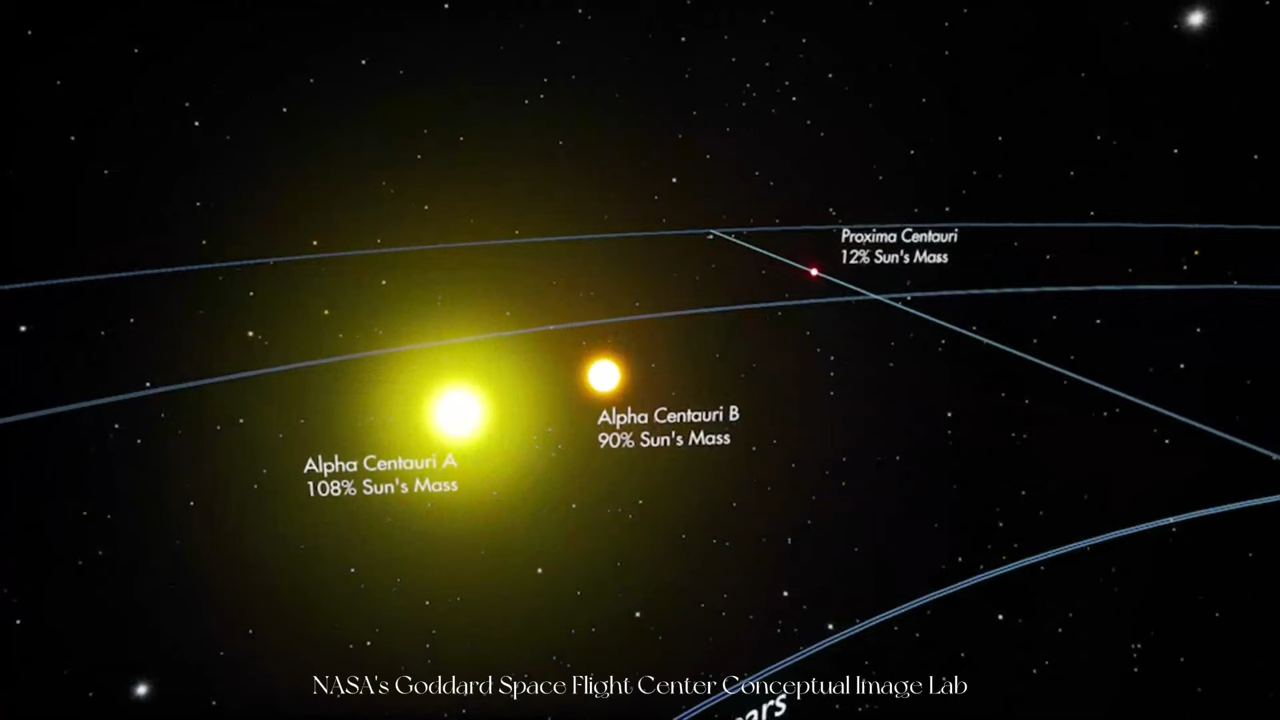 Proxima Centauri
12% Sun's Mass
Alpha Centauri B
90% Sun's Mass
Alpha Centauri A
108% Sun's Mass
NASA's Goddard Space Flight Center Conceptual Image Lab